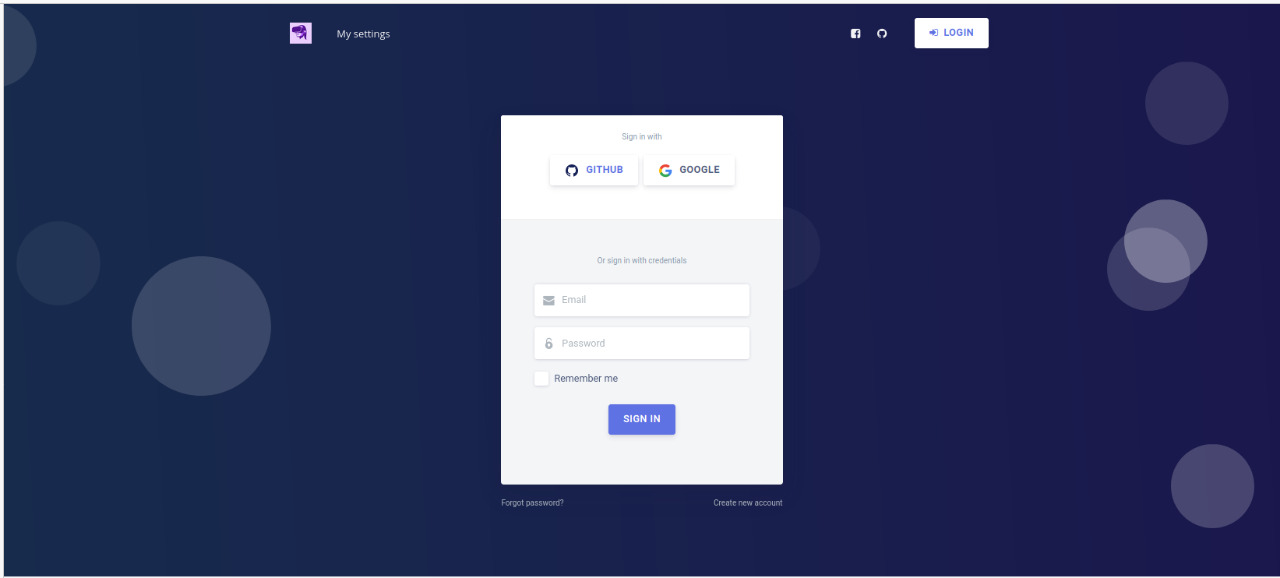 My settings
LOGIN
Sign in with
GITHUB
GOOGLE
Or sign in with credentials
Email
Password
Remember me
SIGN IN
Forgot password?
Create new account